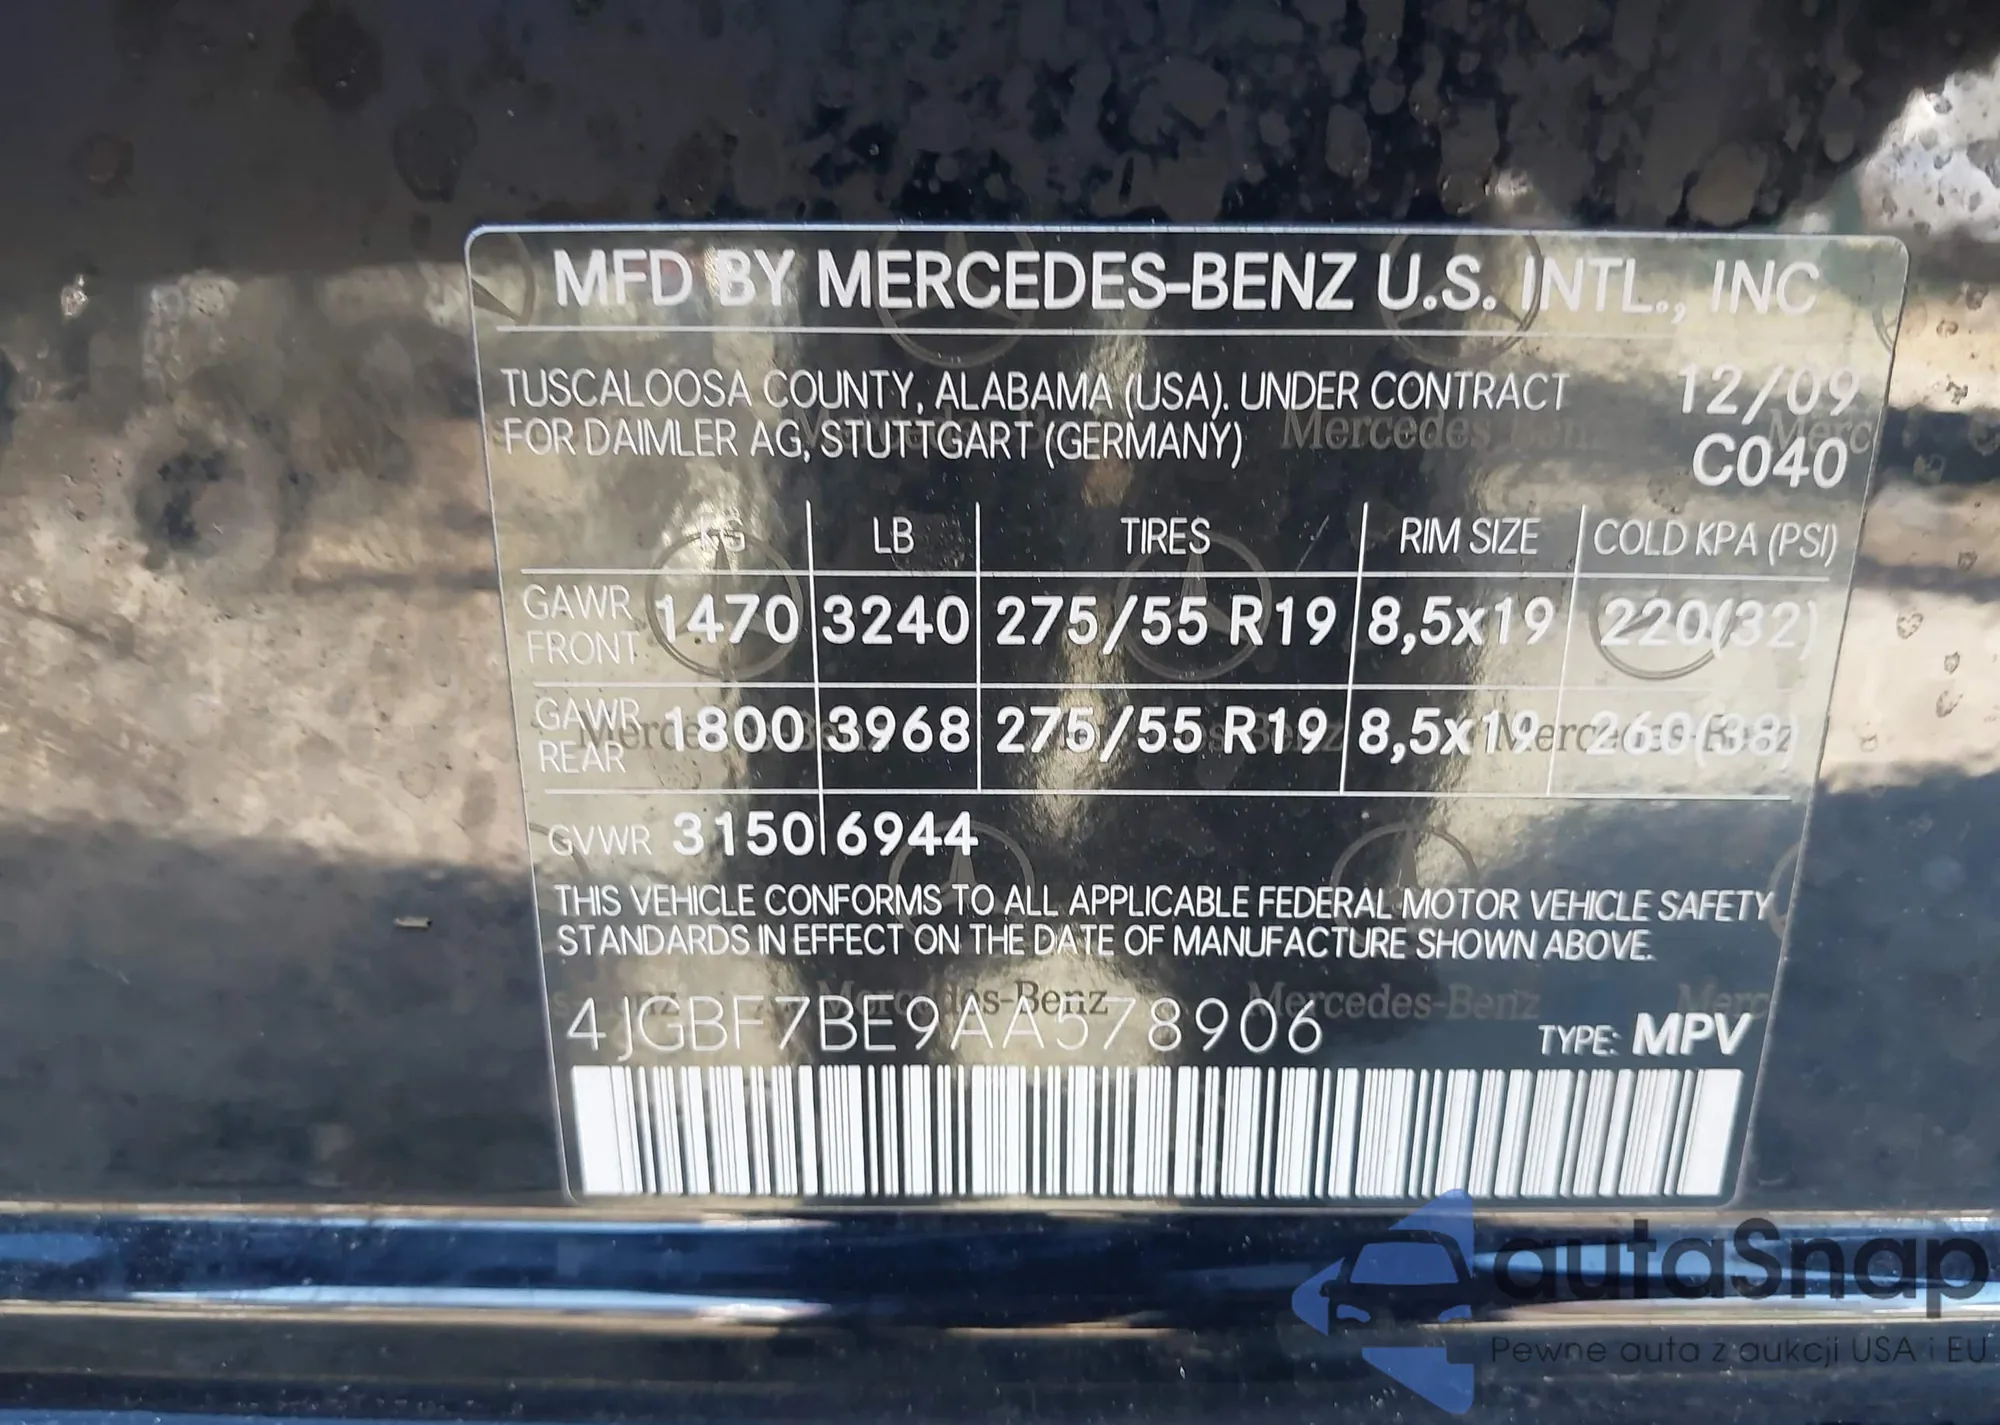 MFD BY MERCEDES-BENZ U.S. INTL., INC
TUSCALOOSA COUNTY, ALABAMA (USA). UNDER CONTRACT 12/09
FOR DAIMLER AG, STUTTGART (GERMANY) C040
KG LB TIRES RIM SIZE COLD KPA (PSI)
GAWR FRONT 1470 3240 275/55 R19 8,5x19 220(32)
GAWR REAR 1800 3968 275/55 R19 8,5x19 260(38)
GVWR 3150 6944
THIS VEHICLE CONFORMS TO ALL APPLICABLE FEDERAL MOTOR VEHICLE SAFETY
STANDARDS IN EFFECT ON THE DATE OF MANUFACTURE SHOWN ABOVE.
4JGBF7BE9AA578906 TYPE: MPV
autaSnap
Pewne auta z aukcji USA i EU